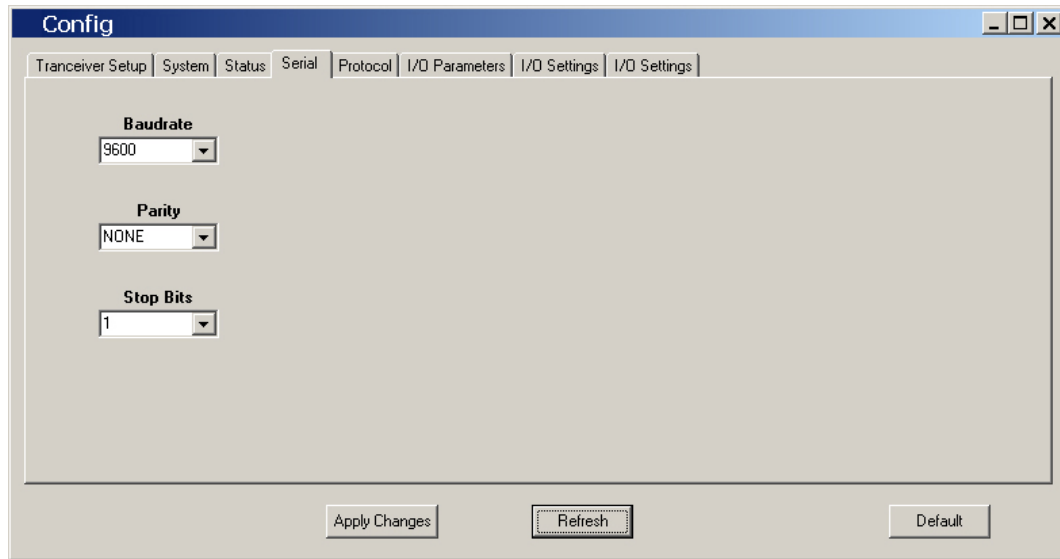 Config
Tranceiver Setup System Status Serial Protocol I/O Parameters I/O Settings I/O Settings
Baudrate
9600
Parity
NONE
Stop Bits
1
Apply Changes Refresh Default